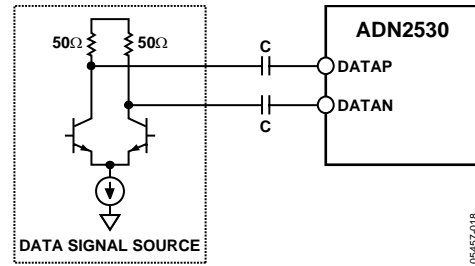 50Ω 50Ω
ADN2530
C
DATAP
C
DATAN
DATA SIGNAL SOURCE
05457-018